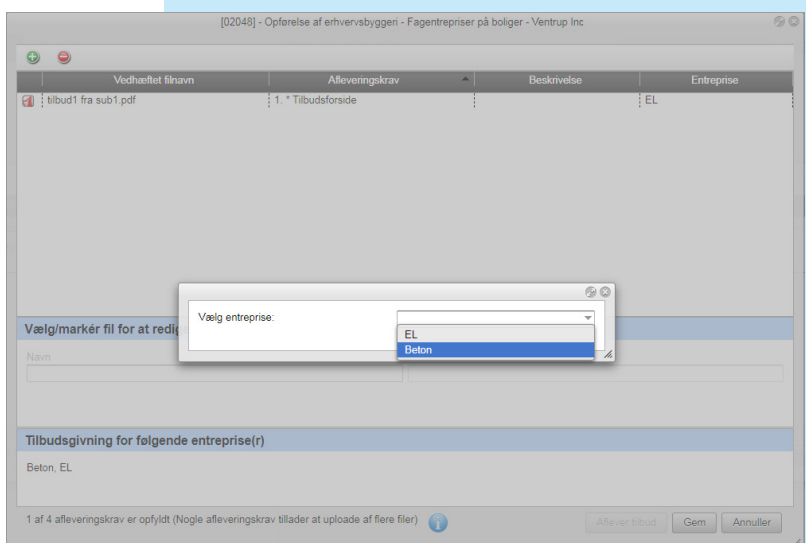 [02048] - Opførelse af erhvervsbyggeri - Fagentrepriser på boliger - Ventrup Inc
Vedhæftet filnavn Afleveringskrav Beskrivelse Entreprise
tilbud1 fra sub1.pdf 1. * Tilbudsforside EL
Vælg entreprise:
EL
Beton
Vælg/markér fil for at redig
Navn
Tilbudsgivning for følgende entreprise(r)
Beton, EL
1 af 4 afleveringskrav er opfyldt (Nogle afleveringskrav tillader at uploade af flere filer) Aflever tilbud Gem Annuller